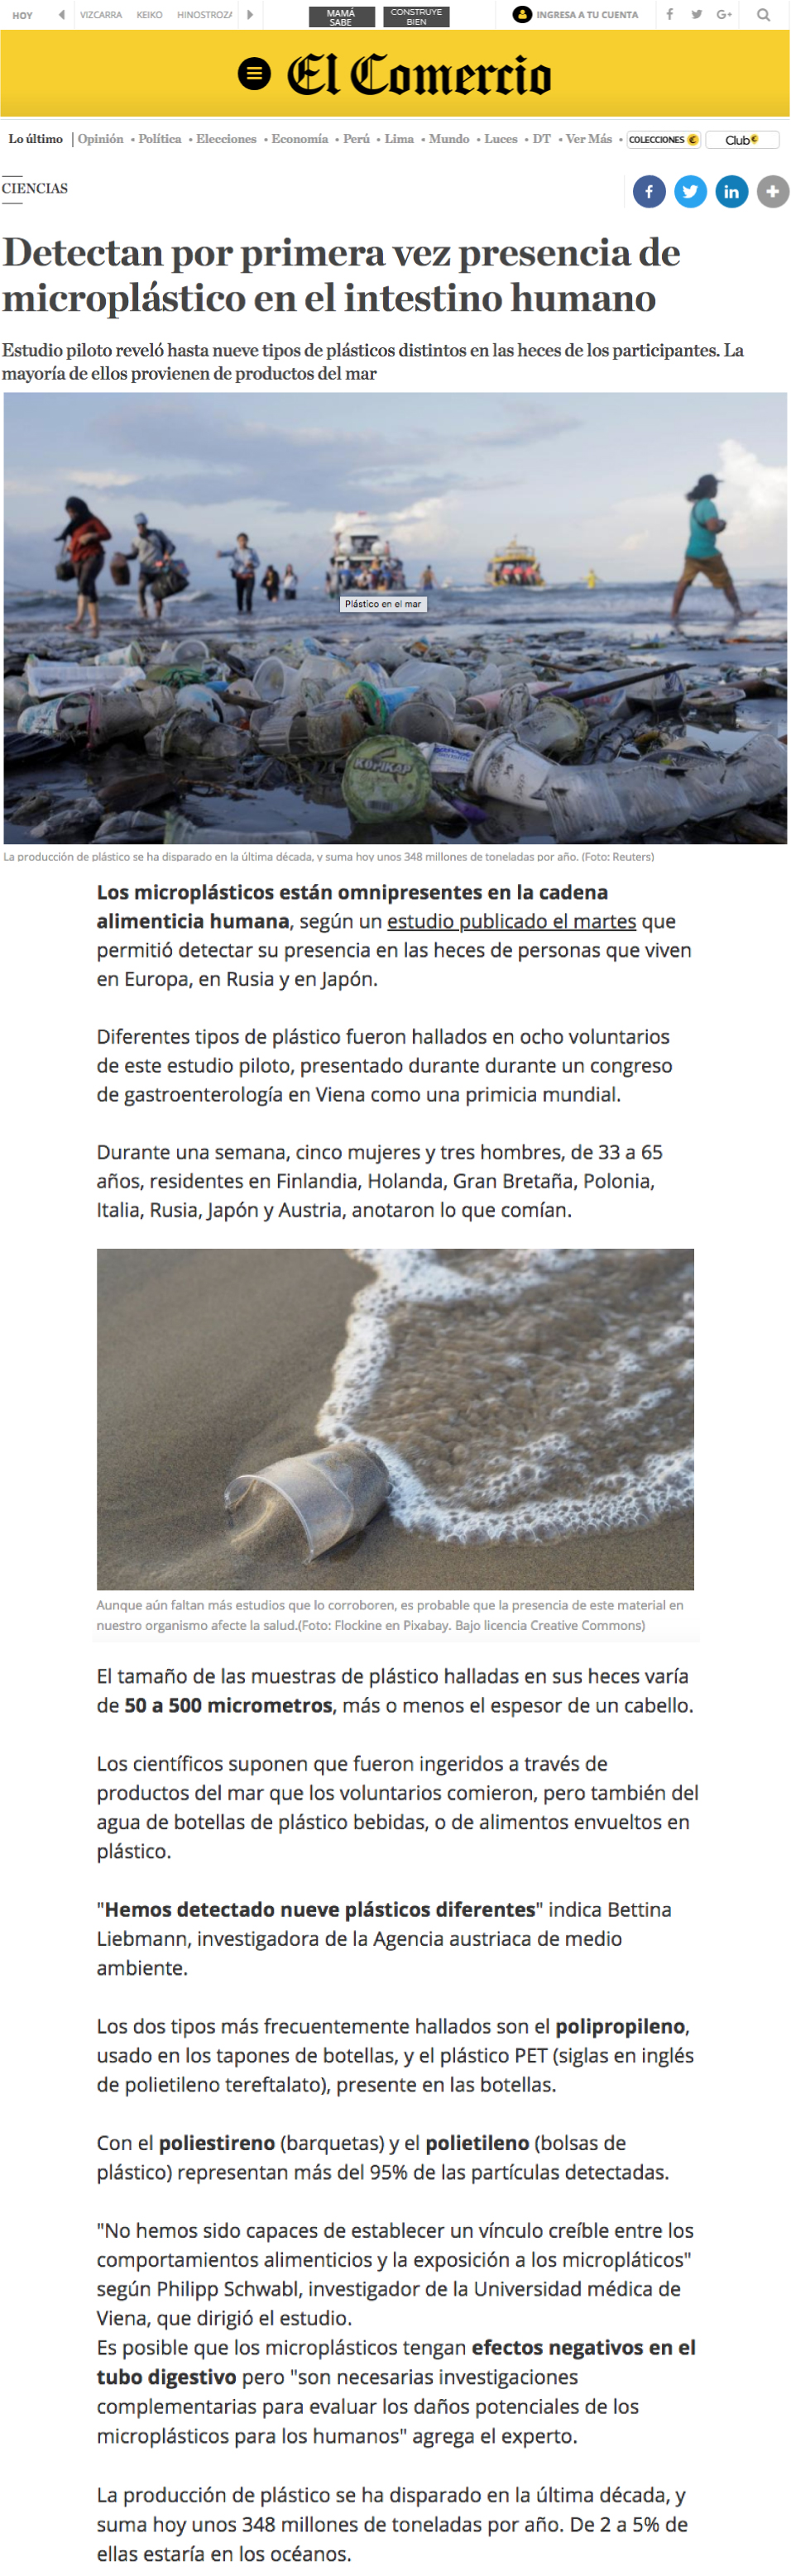 HOY
VIZCARRA KEIKO HINOSTROZA
MAMÁ
SABE
CONSTRUYE
BIEN
INGRESA A TU CUENTA
f G+
El Comercio
Lo último | Opinión • Política • Elecciones • Economía • Perú • Lima • Mundo • Luces • DT • Ver Más • COLECCIONES Club
CIENCIAS
Detectan por primera vez presencia de
microplástico en el intestino humano
Estudio piloto reveló hasta nueve tipos de plásticos distintos en las heces de los participantes. La
mayoría de ellos provienen de productos del mar
Plástico en el mar
KOPIKAP
La producción de plástico se ha disparado en la última década, y suma hoy unos 348 millones de toneladas por año. (Foto: Reuters)
Los microplásticos están omnipresentes en la cadena
alimenticia humana, según un estudio publicado el martes que
permitió detectar su presencia en las heces de personas que viven
en Europa, en Rusia y en Japón.
Diferentes tipos de plástico fueron hallados en ocho voluntarios
de este estudio piloto, presentado durante durante un congreso
de gastroenterología en Viena como una primicia mundial.
Durante una semana, cinco mujeres y tres hombres, de 33 a 65
años, residentes en Finlandia, Holanda, Gran Bretaña, Polonia,
Italia, Rusia, Japón y Austria, anotaron lo que comían.
Aunque aún faltan más estudios que lo corroboren, es probable que la presencia de este material en
nuestro organismo afecte la salud.(Foto: Flockine en Pixabay. Bajo licencia Creative Commons)
El tamaño de las muestras de plástico halladas en sus heces varía
de 50 a 500 micrometros, más o menos el espesor de un cabello.
Los científicos suponen que fueron ingeridos a través de
productos del mar que los voluntarios comieron, pero también del
agua de botellas de plástico bebidas, o de alimentos envueltos en
plástico.
"Hemos detectado nueve plásticos diferentes" indica Bettina
Liebmann, investigadora de la Agencia austriaca de medio
ambiente.
Los dos tipos más frecuentemente hallados son el polipropileno,
usado en los tapones de botellas, y el plástico PET (siglas en inglés
de polietileno tereftalato), presente en las botellas.
Con el poliestireno (barquetas) y el polietileno (bolsas de
plástico) representan más del 95% de las partículas detectadas.
"No hemos sido capaces de establecer un vínculo creíble entre los
comportamientos alimenticios y la exposición a los micropláticos"
según Philipp Schwabl, investigador de la Universidad médica de
Viena, que dirigió el estudio.
Es posible que los microplásticos tengan efectos negativos en el
tubo digestivo pero "son necesarias investigaciones
complementarias para evaluar los daños potenciales de los
microplásticos para los humanos" agrega el experto.
La producción de plástico se ha disparado en la última década, y
suma hoy unos 348 millones de toneladas por año. De 2 a 5% de
ellas estaría en los océanos.